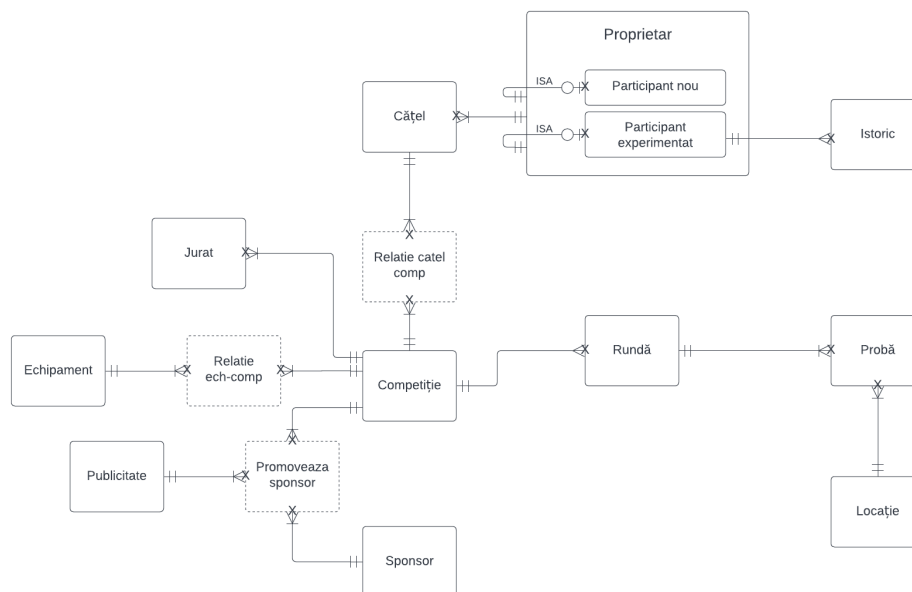 Proprietar
ISA
Participant nou
Cățel
ISA
Participant
experimentat
Istoric
Jurat
Relatie catel
comp
Echipament
Relatie
ech-comp
Competiție
Rundă
Probă
Publicitate
Promoveaza
sponsor
Locație
Sponsor